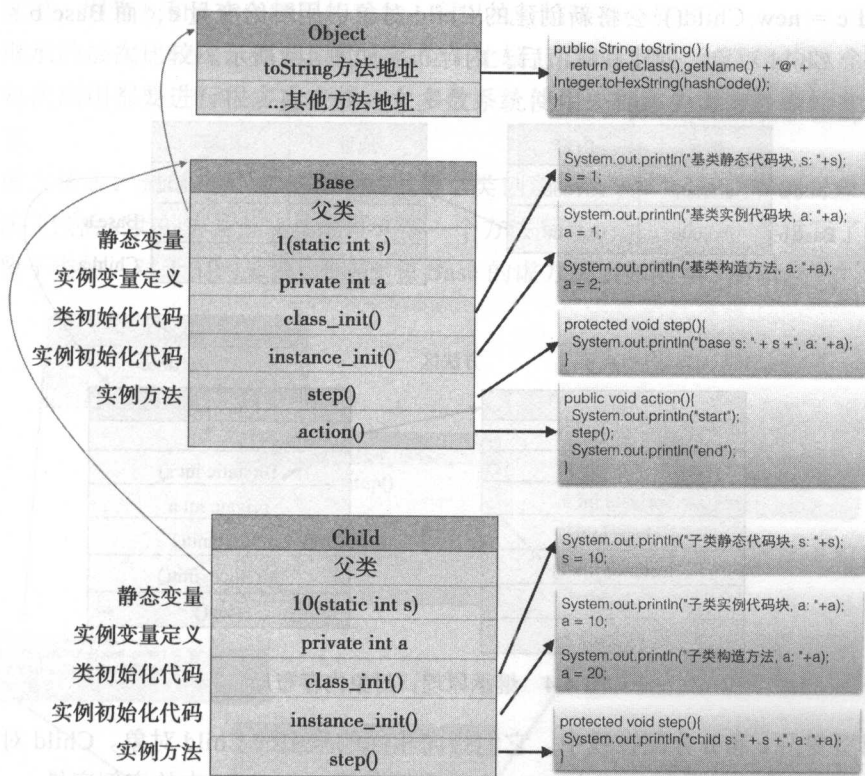 Object
toString方法地址
...其他方法地址
public String toString() {
return getClass().getName() + "@" +
Integer.toHexString(hashCode());
}
Base
父类
静态变量 1(static int s)
实例变量定义 private int a
类初始化代码 class_init()
实例初始化代码 instance_init()
实例方法 step()
action()
System.out.println("基类静态代码块, s: "+s);
s = 1;
System.out.println("基类实例代码块, a: "+a);
a = 1;
System.out.println("基类构造方法, a: "+a);
a = 2;
protected void step(){
System.out.println("base s: " + s +", a: "+a);
}
public void action(){
System.out.println("start");
step();
System.out.println("end");
}
Child
父类
静态变量 10(static int s)
实例变量定义 private int a
类初始化代码 class_init()
实例初始化代码 instance_init()
实例方法 step()
System.out.println("子类静态代码块, s: "+s);
s = 10;
System.out.println("子类实例代码块, a: "+a);
a = 10;
System.out.println("子类构造方法, a: "+a);
a = 20;
protected void step(){
System.out.println("child s: " + s +", a: "+a);
}